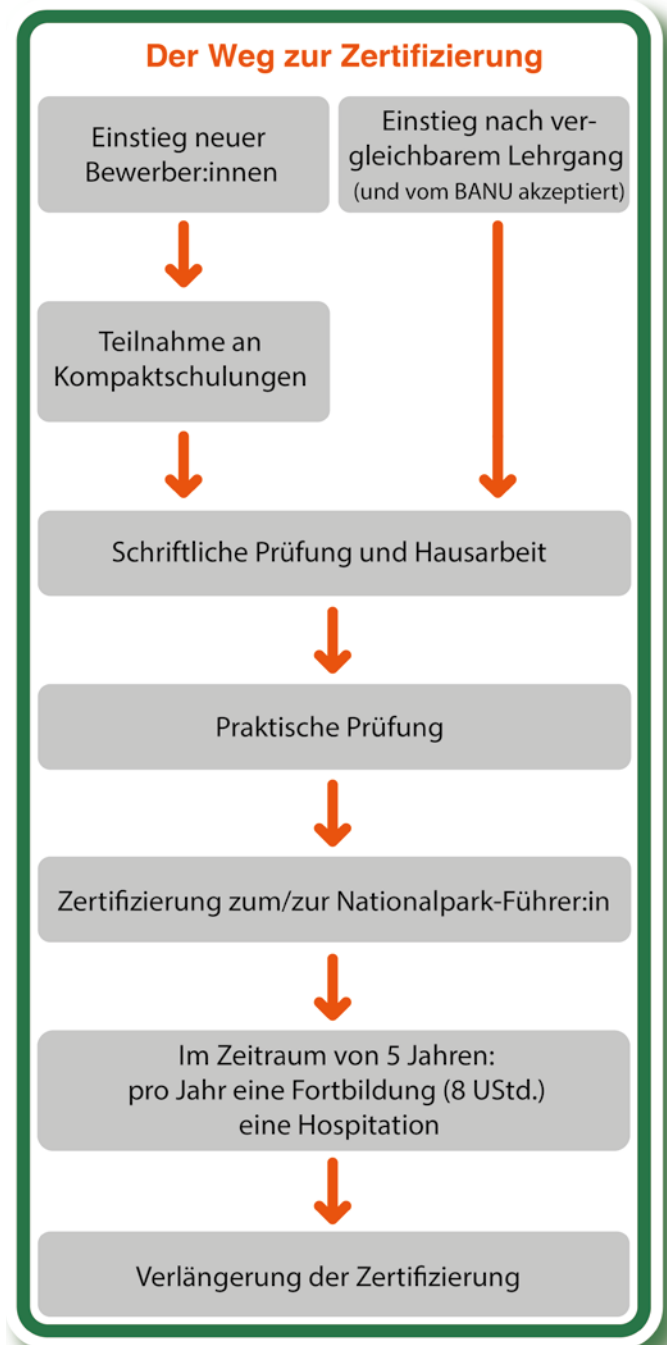 Der Weg zur Zertifizierung
Einstieg neuer
Bewerber:innen
Einstieg nach ver-
gleichbarem Lehrgang
(und vom BANU akzeptiert)
Teilnahme an
Kompaktschulungen
Schriftliche Prüfung und Hausarbeit
Praktische Prüfung
Zertifizierung zum/zur Nationalpark-Führer:in
Im Zeitraum von 5 Jahren:
pro Jahr eine Fortbildung (8 UStd.)
eine Hospitation
Verlängerung der Zertifizierung